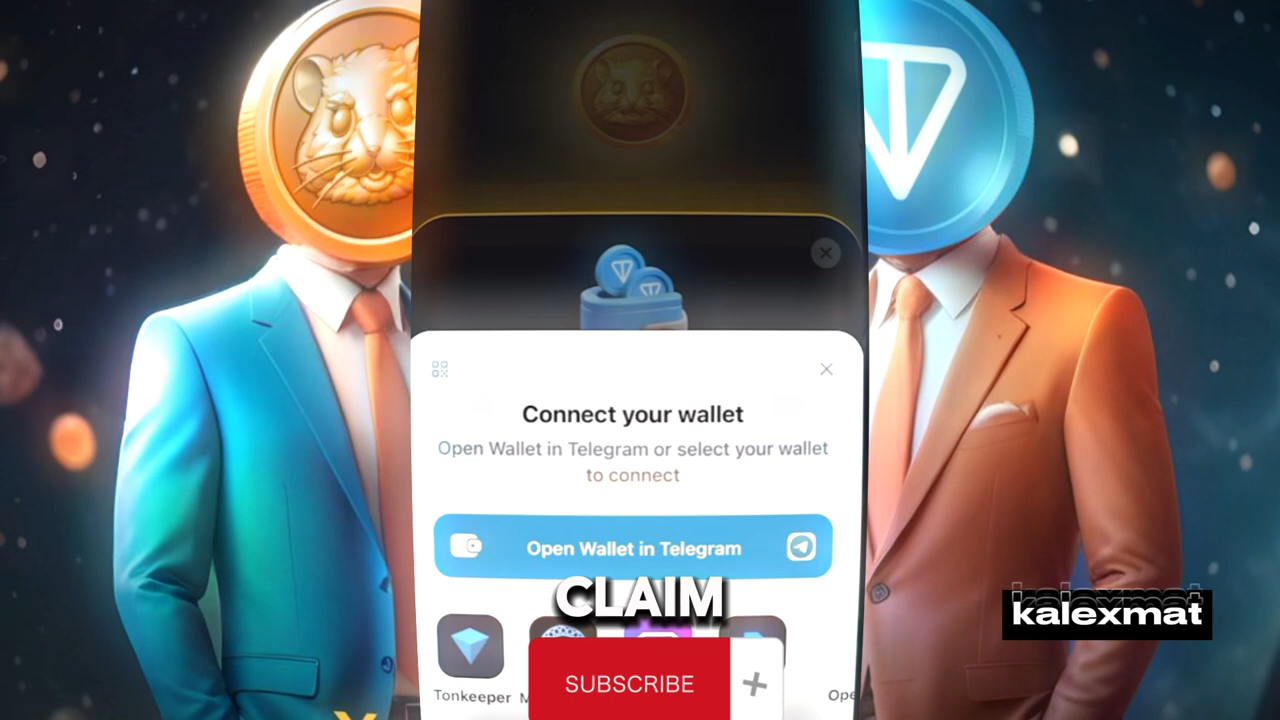 Connect your wallet
Open Wallet in Telegram or select your wallet
to connect
Open Wallet in Telegram
CLAIM
kalexmat
Tonkeeper
SUBSCRIBE